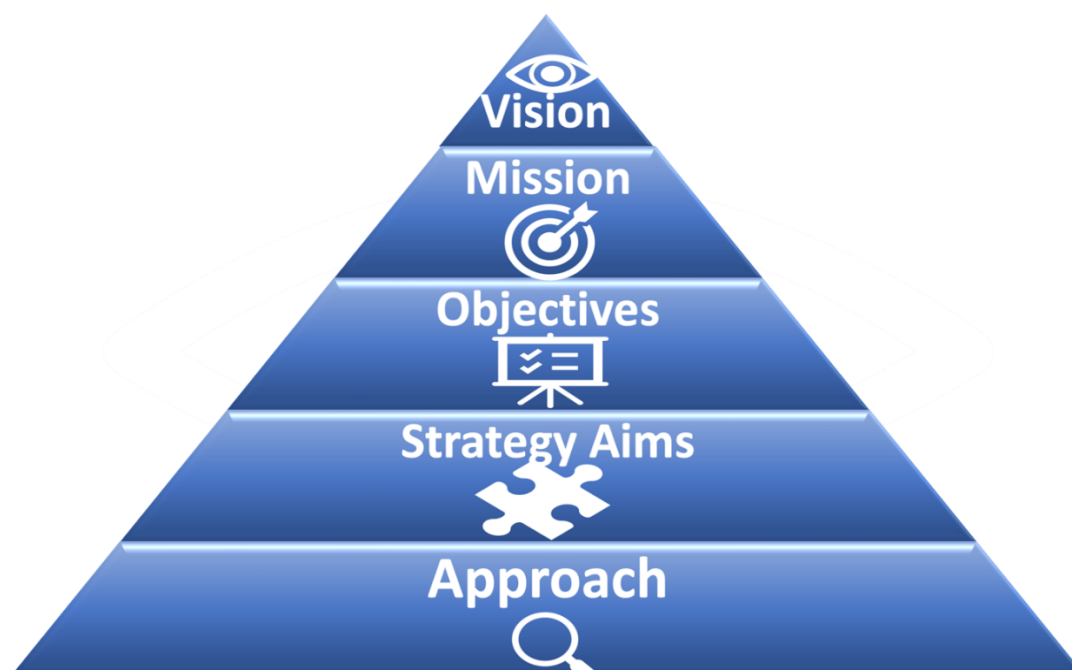 Vision
Mission
Objectives
Strategy Aims
Approach